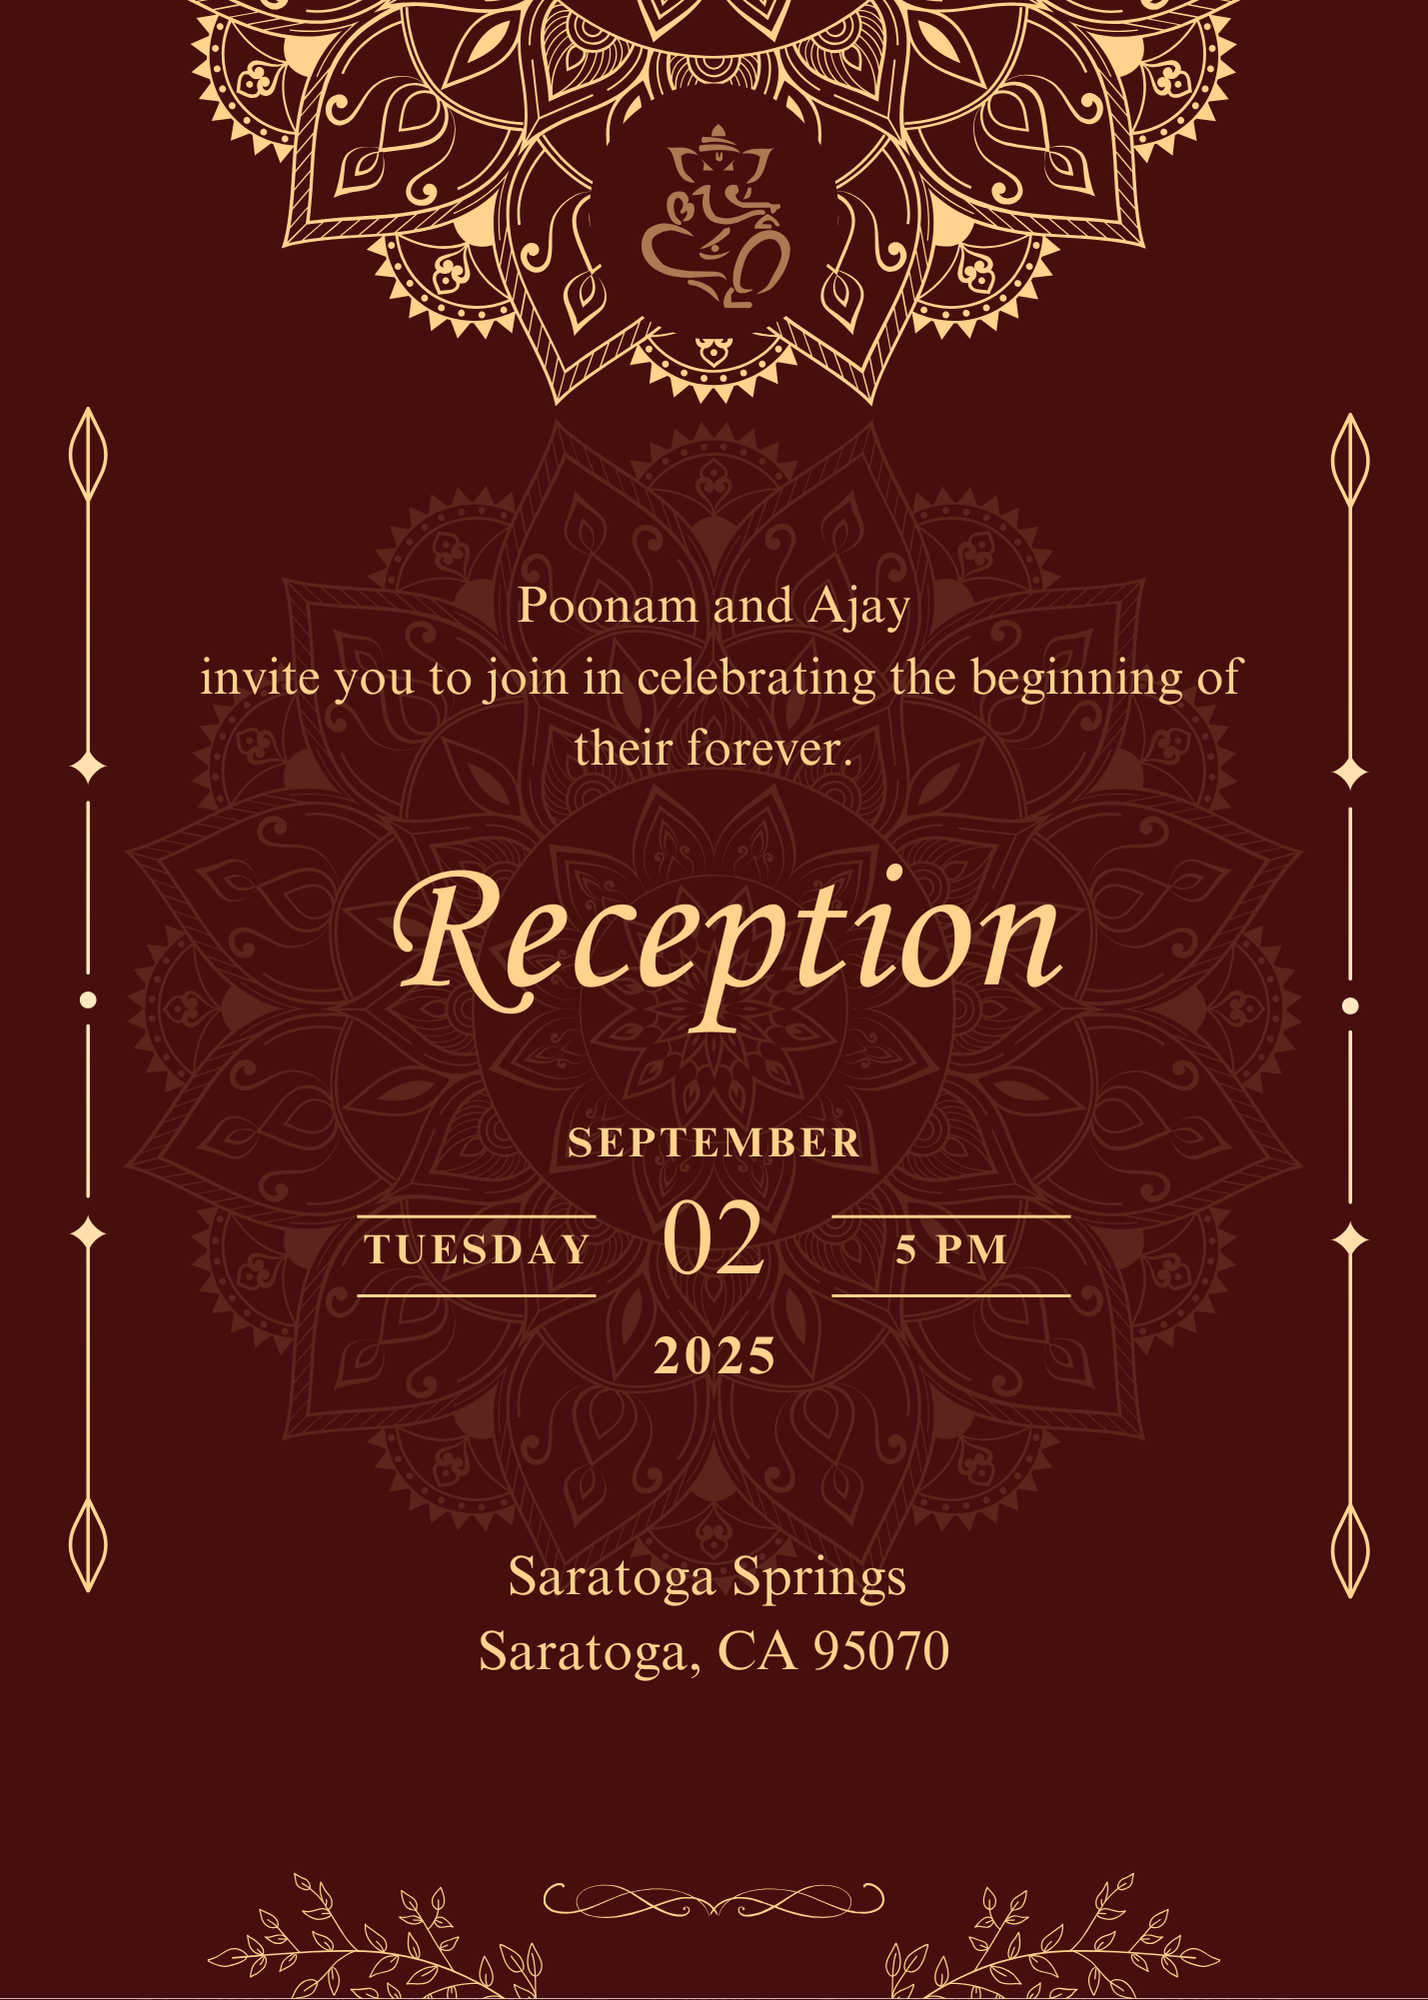 Poonam and Ajay
invite you to join in celebrating the beginning of
their forever.
Reception
SEPTEMBER
TUESDAY 02 5 PM
2025
Saratoga Springs
Saratoga, CA 95070